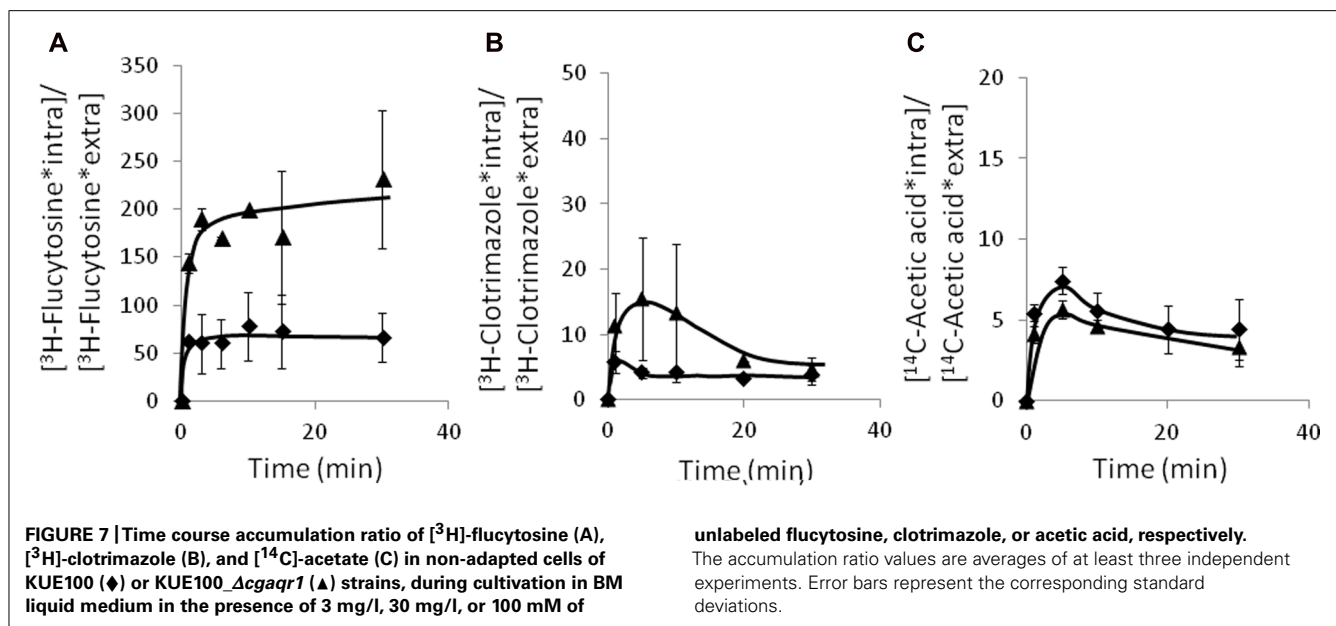 A
350
300
250
200
150
100
50
0
[³H-Flucytosine*intra]/
[³H-Flucytosine*extra]
0 20 40
Time (min)
B
50
40
30
20
10
0
[³H-Clotrimazole*intra]/
[³H-Clotrimazole*extra]
0 20 40
Time (min)
C
20
15
10
5
0
[¹⁴C-Acetic acid*intra]/
[¹⁴C-Acetic acid*extra]
0 20 40
Time (min)
FIGURE 7 | Time course accumulation ratio of [³H]-flucytosine (A),
[³H]-clotrimazole (B), and [¹⁴C]-acetate (C) in non-adapted cells of
KUE100 (♦) or KUE100_Δcgaqr1 (▲) strains, during cultivation in BM
liquid medium in the presence of 3 mg/l, 30 mg/l, or 100 mM of
unlabeled flucytosine, clotrimazole, or acetic acid, respectively.
The accumulation ratio values are averages of at least three independent
experiments. Error bars represent the corresponding standard
deviations.